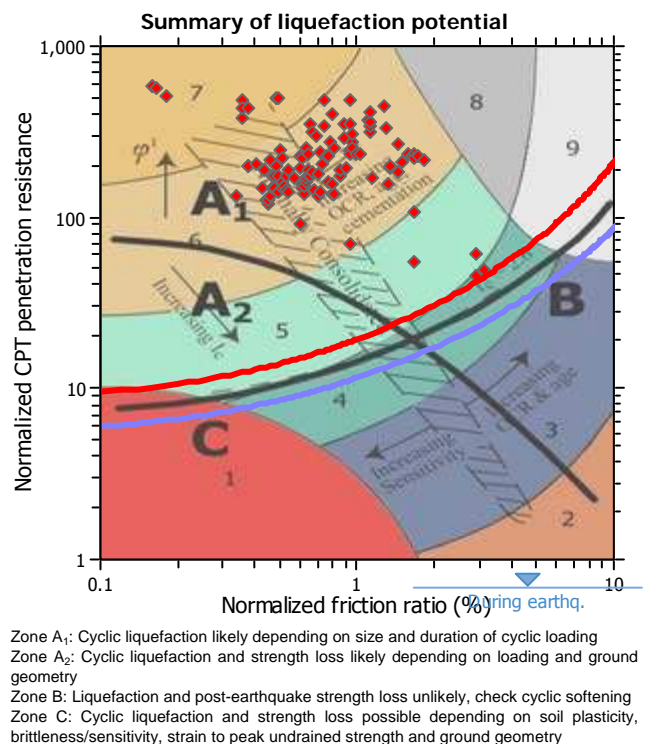 Summary of liquefaction potential
1,000
7
8
9
φ'
Increasing
OCR,
cementation
100
A1
6
A2
Consolid
Increasing Ic
B
5
10
4
Increasing
OCR & age
C
Increasing
Sensitivity
3
1
2
1
0.1
1
10
Normalized CPT penetration resistance
Normalized friction ratio (%)
During earthq.
Zone A1: Cyclic liquefaction likely depending on size and duration of cyclic loading
Zone A2: Cyclic liquefaction and strength loss likely depending on loading and ground
geometry
Zone B: Liquefaction and post-earthquake strength loss unlikely, check cyclic softening
Zone C: Cyclic liquefaction and strength loss possible depending on soil plasticity,
brittleness/sensitivity, strain to peak undrained strength and ground geometry